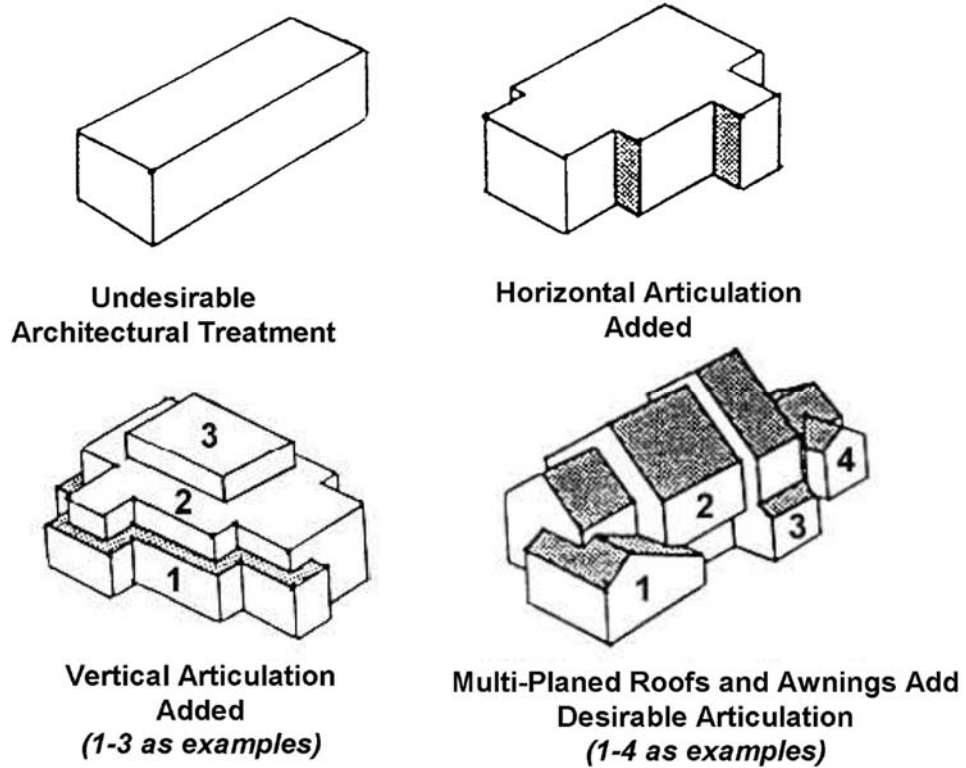 Undesirable
Architectural Treatment
Horizontal Articulation
Added
3
2
1
Vertical Articulation
Added
(1-3 as examples)
4
2
3
1
Multi-Planed Roofs and Awnings Add
Desirable Articulation
(1-4 as examples)